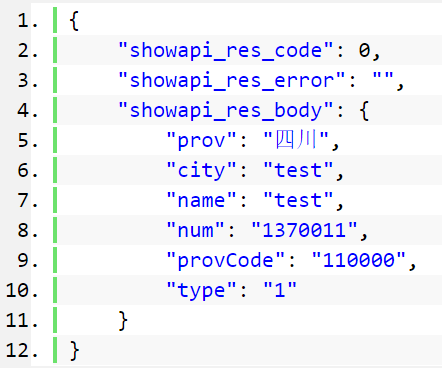 1. {
2.     "showapi_res_code": 0,
3.     "showapi_res_error": "",
4.     "showapi_res_body": {
5.         "prov": "四川",
6.         "city": "test",
7.         "name": "test",
8.         "num": "1370011",
9.         "provCode": "110000",
10.         "type": "1"
11.     }
12. }